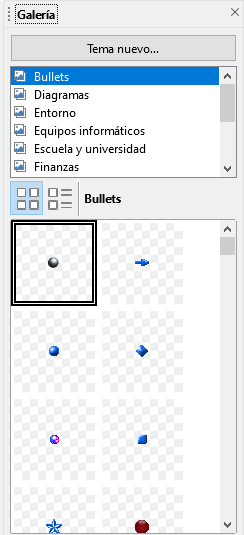 Galería
Tema nuevo...
Bullets
Diagramas
Entorno
Equipos informáticos
Escuela y universidad
Finanzas
Bullets